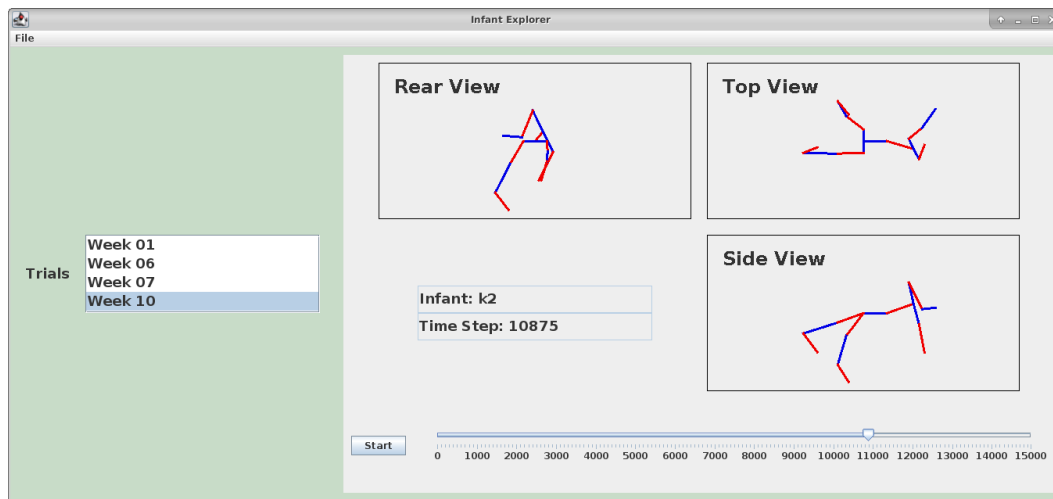 Infant Explorer
File
Rear View
Top View
Side View
Trials
Week 01
Week 06
Week 07
Week 10
Infant: k2
Time Step: 10875
Start
0 1000 2000 3000 4000 5000 6000 7000 8000 9000 10000 11000 12000 13000 14000 15000